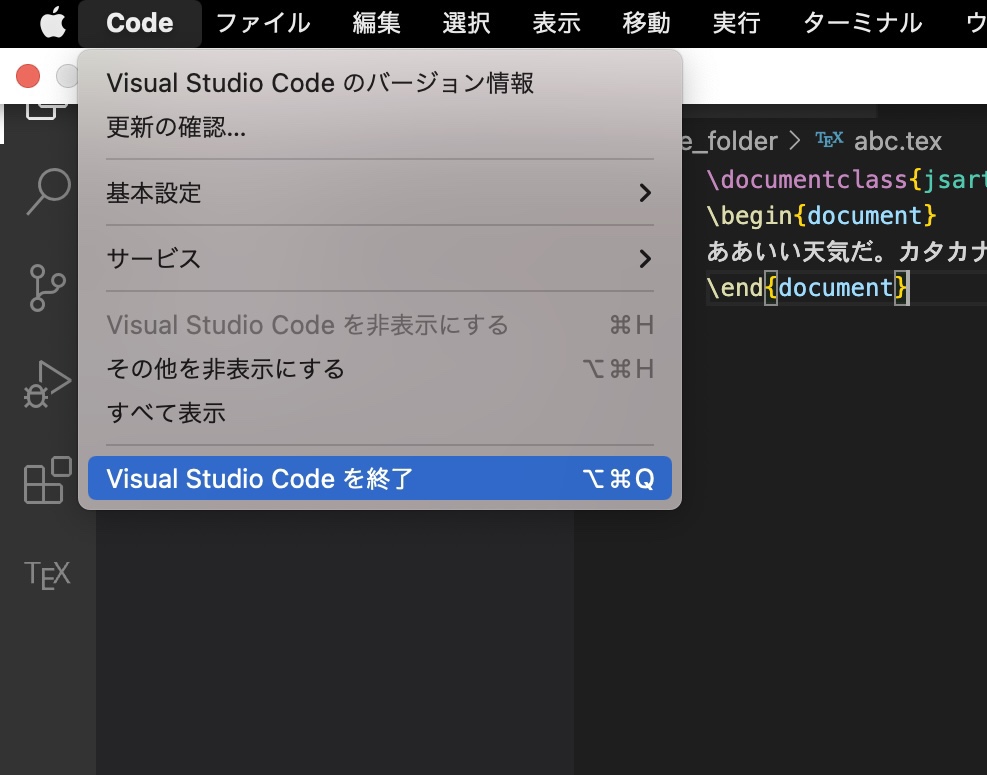 Code ファイル 編集 選択 表示 移動 実行 ターミナル
Visual Studio Code のバージョン情報
更新の確認...
基本設定
サービス
Visual Studio Code を非表示にする ⌘H
その他を非表示にする ⌥⌘H
すべて表示
Visual Studio Code を終了 ⌥⌘Q
TEX
e_folder > TEX abc.tex
\documentclass{jsart
\begin{document}
ああいい天気だ。カタカナ
\end{document}